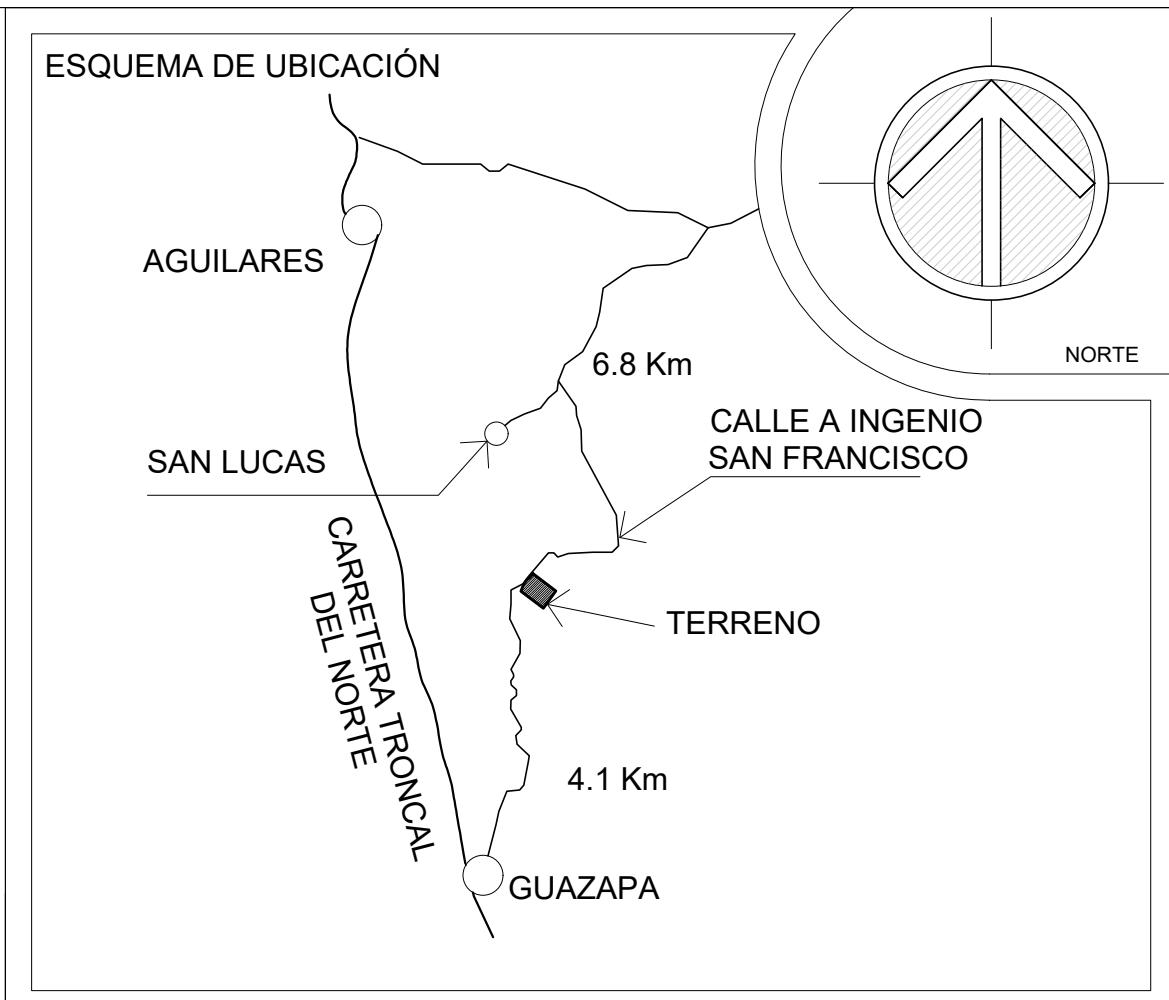 ESQUEMA DE UBICACIÓN
AGUILARES
NORTE
6.8 Km
CALLE A INGENIO
SAN FRANCISCO
SAN LUCAS
CARRETERA TRONCAL
DEL NORTE
TERRENO
4.1 Km
GUAZAPA